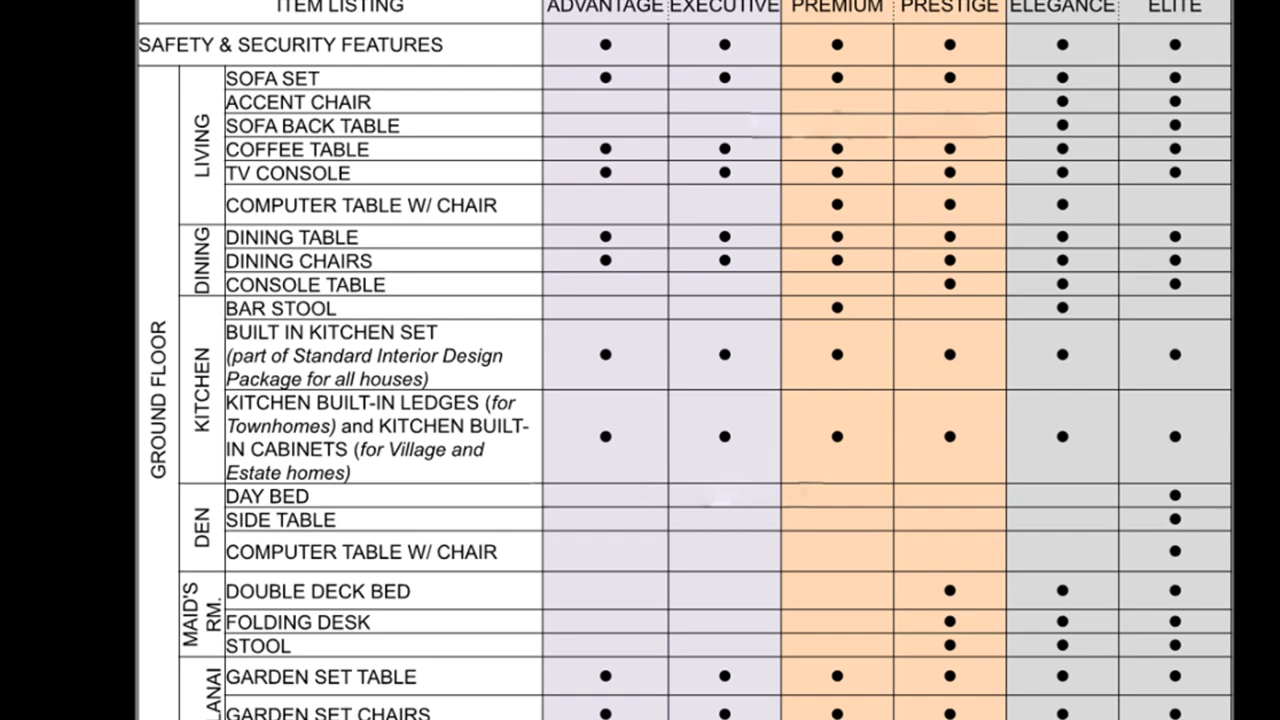 ITEM LISTING ADVANTAGE EXECUTIVE PREMIUM PRESTIGE ELEGANCE ELITE
SAFETY & SECURITY FEATURES ● ● ● ● ● ●
GROUND FLOOR
LIVING
SOFA SET ● ● ● ● ● ●
ACCENT CHAIR ● ●
SOFA BACK TABLE ● ●
COFFEE TABLE ● ● ● ● ● ●
TV CONSOLE ● ● ● ● ● ●
COMPUTER TABLE W/ CHAIR ● ● ●
DINING
DINING TABLE ● ● ● ● ● ●
DINING CHAIRS ● ● ● ● ● ●
CONSOLE TABLE ● ● ●
KITCHEN
BAR STOOL ● ●
BUILT IN KITCHEN SET
(part of Standard Interior Design ● ● ● ● ● ●
Package for all houses)
KITCHEN BUILT-IN LEDGES (for
Townhomes) and KITCHEN BUILT- ● ● ● ● ● ●
IN CABINETS (for Village and
Estate homes)
DEN
DAY BED ●
SIDE TABLE ●
COMPUTER TABLE W/ CHAIR ●
MAID'S
RM.
DOUBLE DECK BED ● ● ●
FOLDING DESK ● ● ●
STOOL ● ● ●
LANAI
GARDEN SET TABLE ● ● ● ● ● ●
GARDEN SET CHAIRS ● ● ● ● ● ●